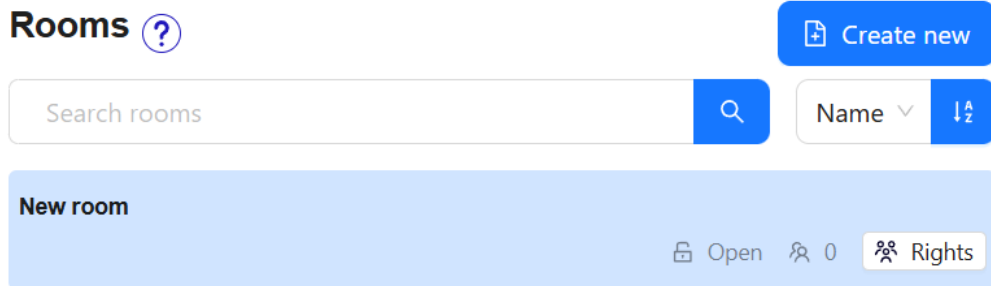 Rooms ?
Create new
Search rooms
Name
A
Z
New room
Open 0 Rights